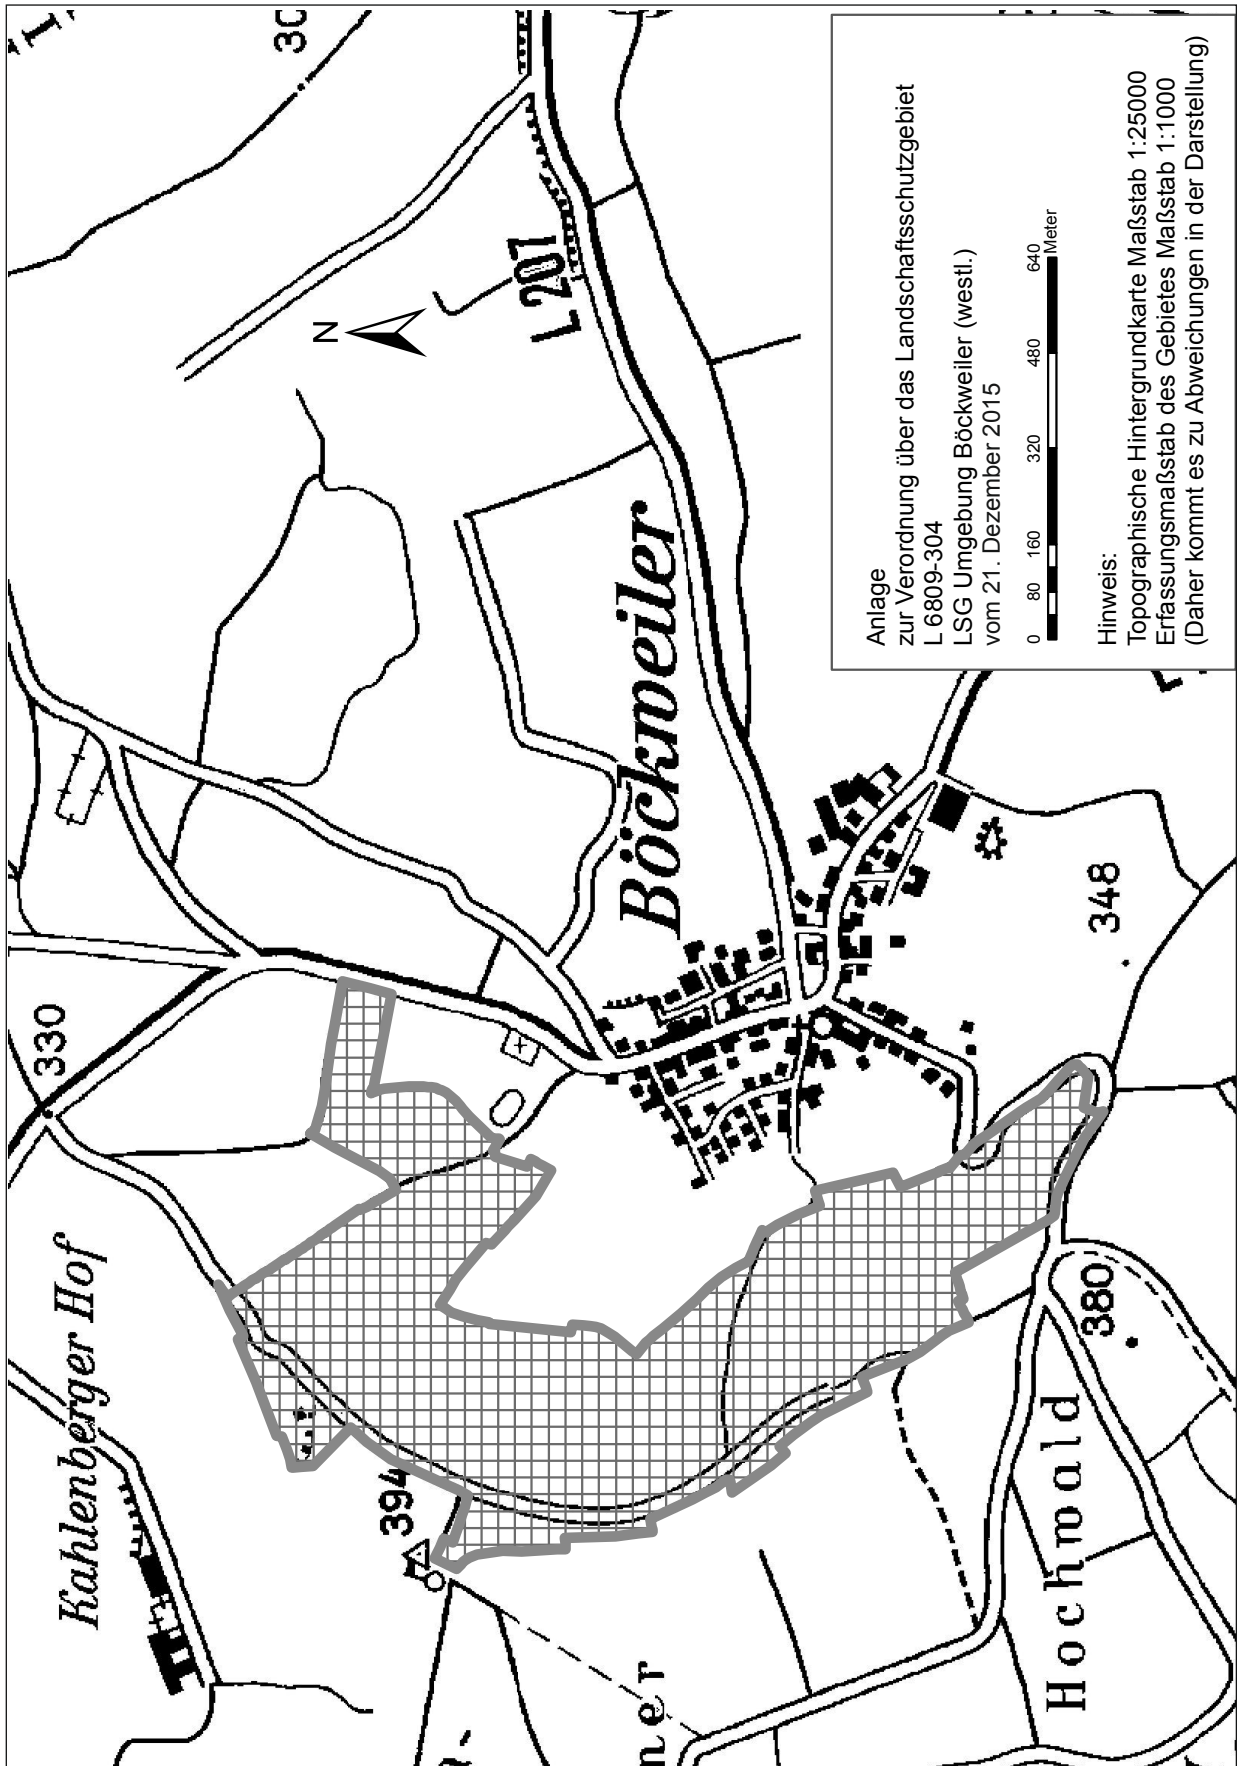 Kahlenberger Hof
330
30
394
N
L 207
Böckweiler
348
380
Hochwald
ner
Anlage
zur Verordnung über das Landschaftsschutzgebiet
L 6809-304
LSG Umgebung Böckweiler (westl.)
vom 21. Dezember 2015
0 80 160 320 480 640
Meter
Hinweis:
Topographische Hintergrundkarte Maßstab 1:25000
Erfassungsmaßstab des Gebietes Maßstab 1:1000
(Daher kommt es zu Abweichungen in der Darstellung)